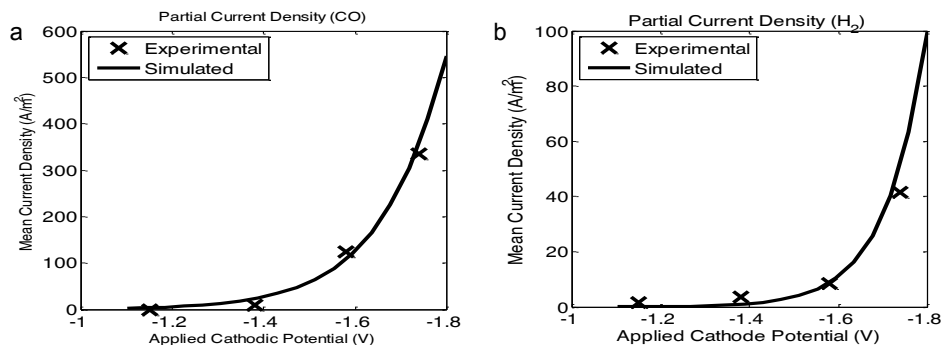 a
Partial Current Density (CO)
Mean Current Density (A/m²)
600
500
400
300
200
100
0
Experimental
Simulated
-1 -1.2 -1.4 -1.6 -1.8
Applied Cathodic Potential (V)
b
Partial Current Density (H₂)
Mean Current Density (A/m²)
100
80
60
40
20
0
Experimental
Simulated
-1 -1.2 -1.4 -1.6 -1.8
Applied Cathode Potential (V)